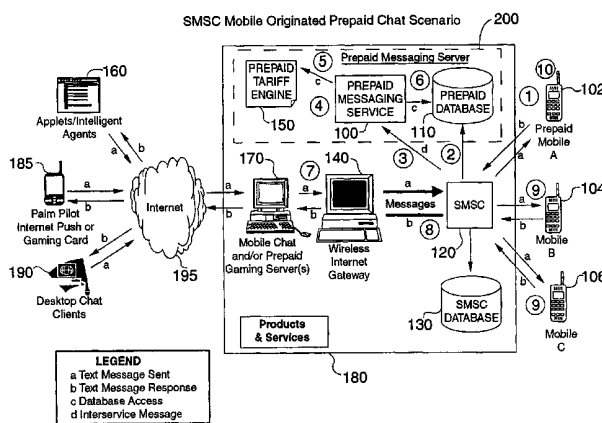 SMSC Mobile Originated Prepaid Chat Scenario
200
Prepaid Messaging Server
160
Applets/Intelligent
Agents
5
PREPAID
TARIFF
ENGINE
150
c
4
PREPAID
MESSAGING
SERVICE
100
6
c
PREPAID
DATABASE
110
10
1
102
b
Prepaid
Mobile
A
a
a
b
185
a
b
Palm Pilot
Internet Push or
Gaming Card
Internet
195
a
b
170
7
a
b
140
3
d
2
a
Messages
b
8
SMSC
120
a
9
b
104
Mobile
B
Mobile Chat
and/or Prepaid
Gaming Server(s)
Wireless
Internet
Gateway
190
b
a
Desktop Chat
Clients
a
b
9
106
Mobile
C
130
SMSC
DATABASE
Products
& Services
180
LEGEND
a Text Message Sent
b Text Message Response
c Database Access
d Interservice Message